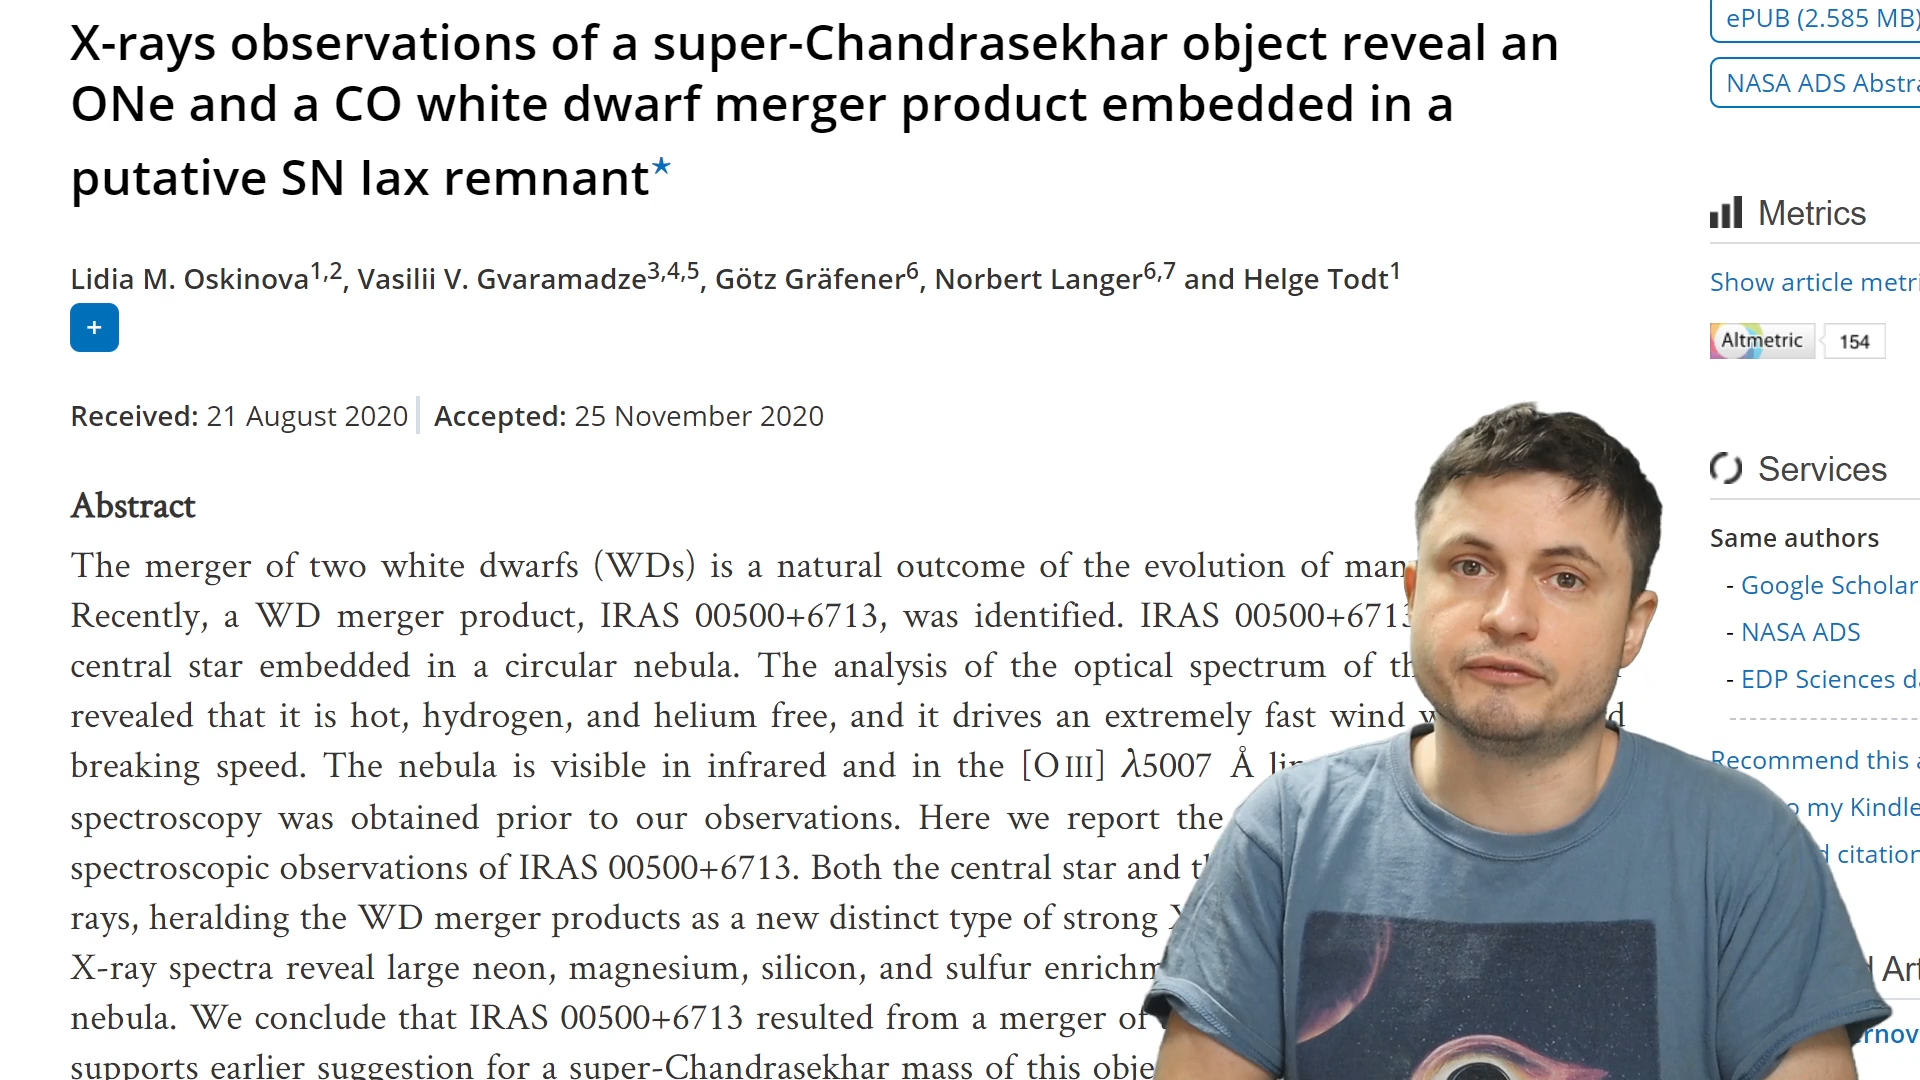 X-rays observations of a super-Chandrasekhar object reveal an
ONe and a CO white dwarf merger product embedded in a
putative SN Iax remnant★
Lidia M. Oskinova1,2, Vasilii V. Gvaramadze3,4,5, Götz Gräfener6, Norbert Langer6,7 and Helge Todt1
+
Received: 21 August 2020 | Accepted: 25 November 2020
Abstract
The merger of two white dwarfs (WDs) is a natural outcome of the evolution of
Recently, a WD merger product, IRAS 00500+6713, was identified. IRAS 00500+6713
central star embedded in a circular nebula. The analysis of the optical spectrum of
revealed that it is hot, hydrogen, and helium free, and it drives an extremely fast wind
breaking speed. The nebula is visible in infrared and in the [O III] λ5007 Å
spectroscopy was obtained prior to our observations. Here we report the
spectroscopic observations of IRAS 00500+6713. Both the central star and
rays, heralding the WD merger products as a new distinct type of strong
X-ray spectra reveal large neon, magnesium, silicon, and sulfur
nebula. We conclude that IRAS 00500+6713 resulted from a merger of
supports earlier suggestion for a super-Chandrasekhar mass of this
ePUB (2.585 MB)
NASA ADS
Metrics
Show article
Altmetric 154
Services
Same authors
- Google Scholar
- NASA ADS
- EDP Sciences
Recommend this
my Kindle
citation